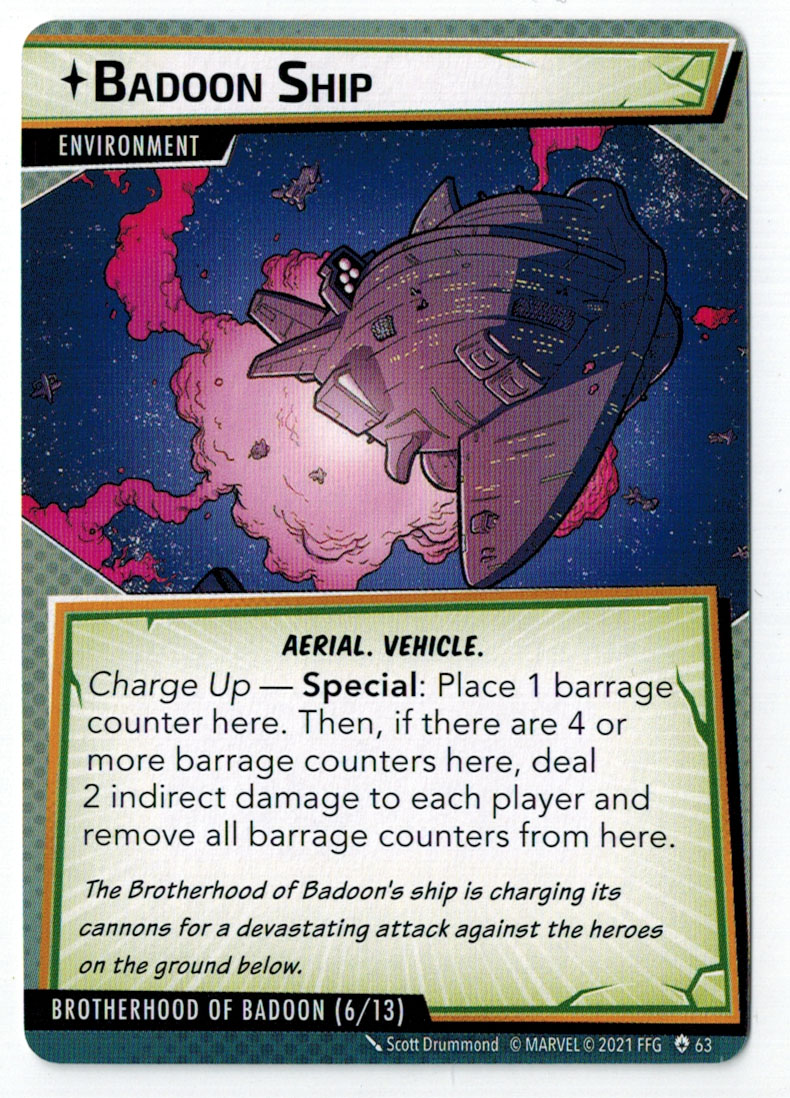 BADOON SHIP
ENVIRONMENT
AERIAL. VEHICLE.
Charge Up — Special: Place 1 barrage
counter here. Then, if there are 4 or
more barrage counters here, deal
2 indirect damage to each player and
remove all barrage counters from here.
The Brotherhood of Badoon's ship is charging its
cannons for a devastating attack against the heroes
on the ground below.
BROTHERHOOD OF BADOON (6/13)
Scott Drummond © MARVEL © 2021 FFG 63